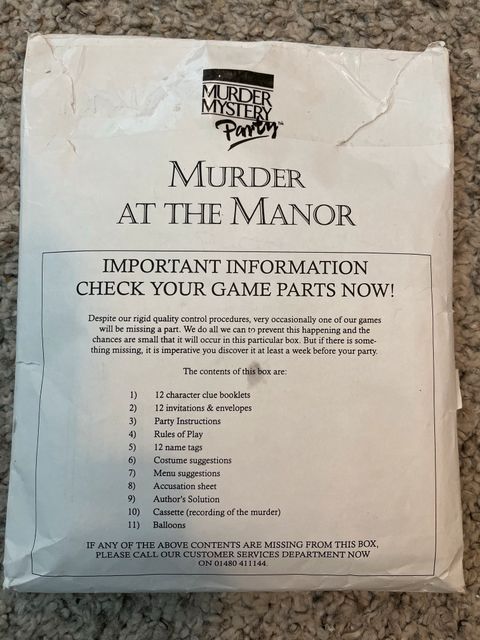 MURDER
MYSTERY
Party™
MURDER
AT THE MANOR
IMPORTANT INFORMATION
CHECK YOUR GAME PARTS NOW!
Despite our rigid quality control procedures, very occasionally one of our games
will be missing a part. We do all we can to prevent this happening and the
chances are small that it will occur in this particular box. But if there is some-
thing missing, it is imperative you discover it at least a week before your party.
The contents of this box are:
1) 12 character clue booklets
2) 12 invitations & envelopes
3) Party Instructions
4) Rules of Play
5) 12 name tags
6) Costume suggestions
7) Menu suggestions
8) Accusation sheet
9) Author's Solution
10) Cassette (recording of the murder)
11) Balloons
IF ANY OF THE ABOVE CONTENTS ARE MISSING FROM THIS BOX,
PLEASE CALL OUR CUSTOMER SERVICES DEPARTMENT NOW
ON 01480 411144.